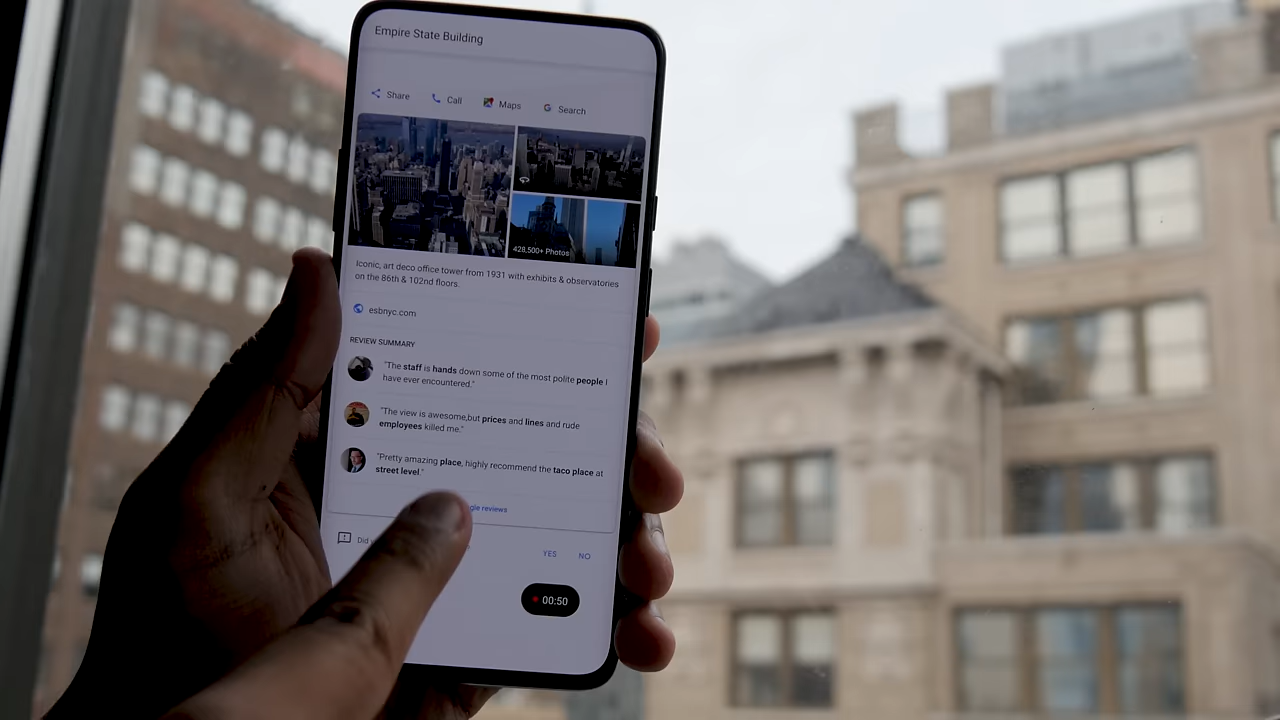 Empire State Building
Share Call Maps Search
428,500+ Photos
Iconic, art deco office tower from 1931 with exhibits & observatories
on the 86th & 102nd floors.
esbnyc.com
REVIEW SUMMARY
"The staff is hands down some of the most polite people I
have ever encountered."
"The view is awesome,but prices and lines and rude
employees killed me."
"Pretty amazing place, highly recommend the taco place at
street level."
reviews
Did
YES NO
00:50